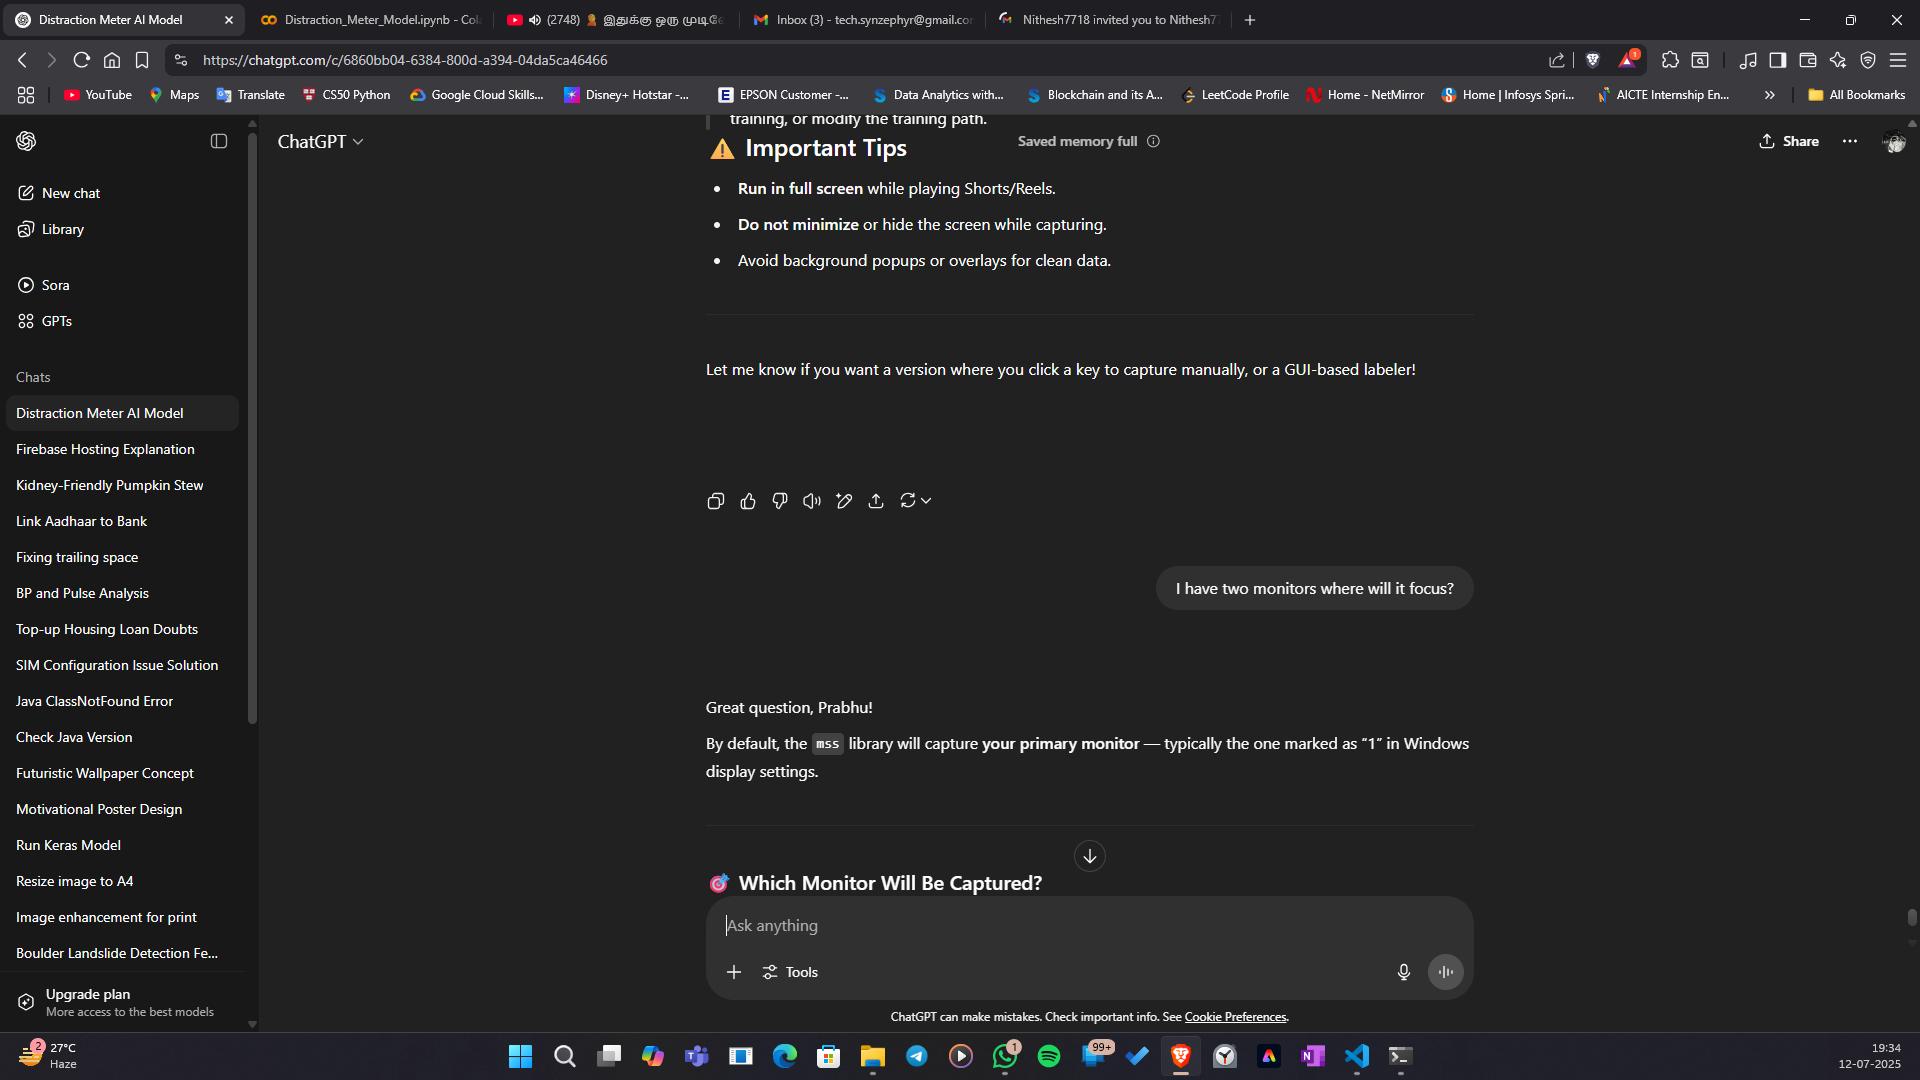 Distraction Meter AI Model
Distraction_Meter_Model.ipynb - Cola
(2748) இதுக்கு ஒரு முடிவே
Inbox (3) - tech.synzephyr@gmail.com
Nithesh7718 invited you to Nithesh77
https://chatgpt.com/c/6860bb04-6384-800d-a394-04da5ca46466
1
YouTube
Maps
Translate
CS50 Python
Google Cloud Skills...
Disney+ Hotstar -...
EPSON Customer -...
Data Analytics with...
Blockchain and its A...
LeetCode Profile
Home - NetMirror
Home | Infosys Spri...
AICTE Internship En...
All Bookmarks
ChatGPT
Saved memory full
Share
New chat
Library
Sora
GPTs
Chats
Distraction Meter AI Model
Firebase Hosting Explanation
Kidney-Friendly Pumpkin Stew
Link Aadhaar to Bank
Fixing trailing space
BP and Pulse Analysis
Top-up Housing Loan Doubts
SIM Configuration Issue Solution
Java ClassNotFound Error
Check Java Version
Futuristic Wallpaper Concept
Motivational Poster Design
Run Keras Model
Resize image to A4
Image enhancement for print
Boulder Landslide Detection Fe...
Upgrade plan
More access to the best models
training, or modify the training path.
⚠️ Important Tips
• Run in full screen while playing Shorts/Reels.
• Do not minimize or hide the screen while capturing.
• Avoid background popups or overlays for clean data.
Let me know if you want a version where you click a key to capture manually, or a GUI-based labeler!
I have two monitors where will it focus?
Great question, Prabhu!
By default, the mss library will capture your primary monitor — typically the one marked as “1” in Windows
display settings.
🎯 Which Monitor Will Be Captured?
Ask anything
Tools
ChatGPT can make mistakes. Check important info. See Cookie Preferences.
2
27°C
Haze
1
99+
19:34
12-07-2025